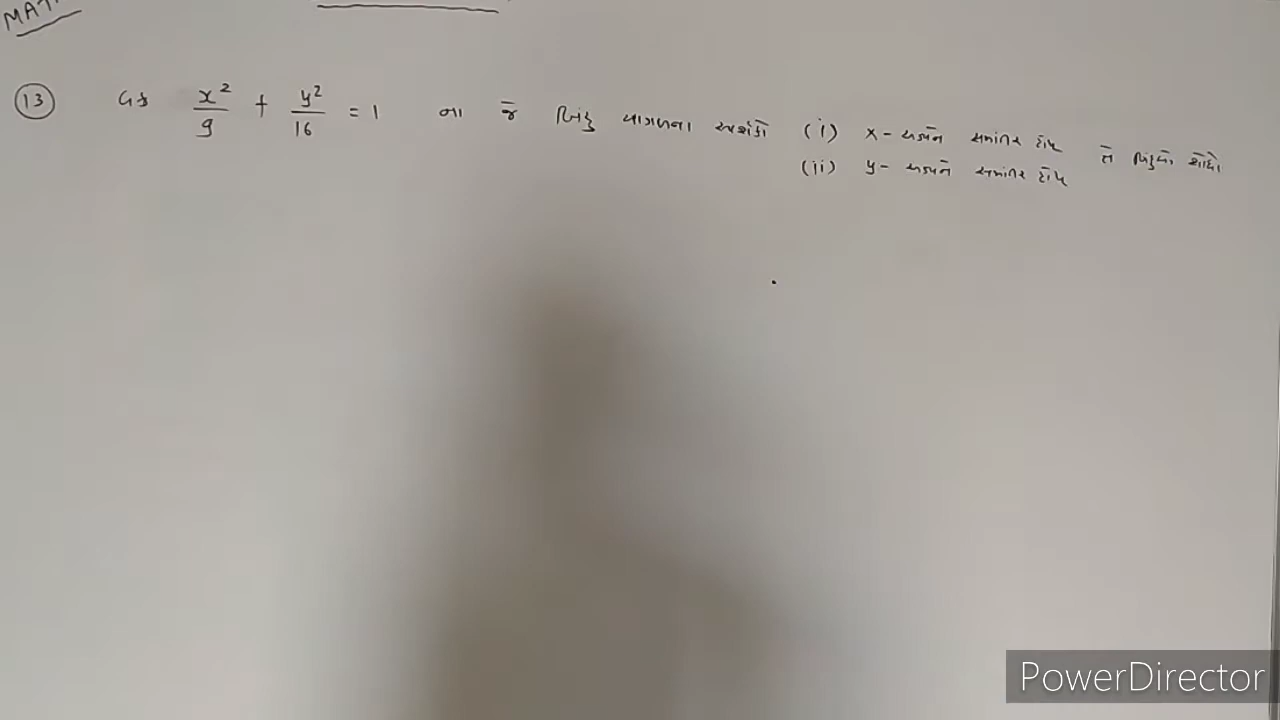 MAT
13 વક્ર x²/9 + y²/16 = 1 ના જે બિંદુ આગળના સ્પર્શકો (i) x- અક્ષને સમાંતર હોય તે બિંદુઓ શોધો
(ii) y- અક્ષને સમાંતર હોય
PowerDirector